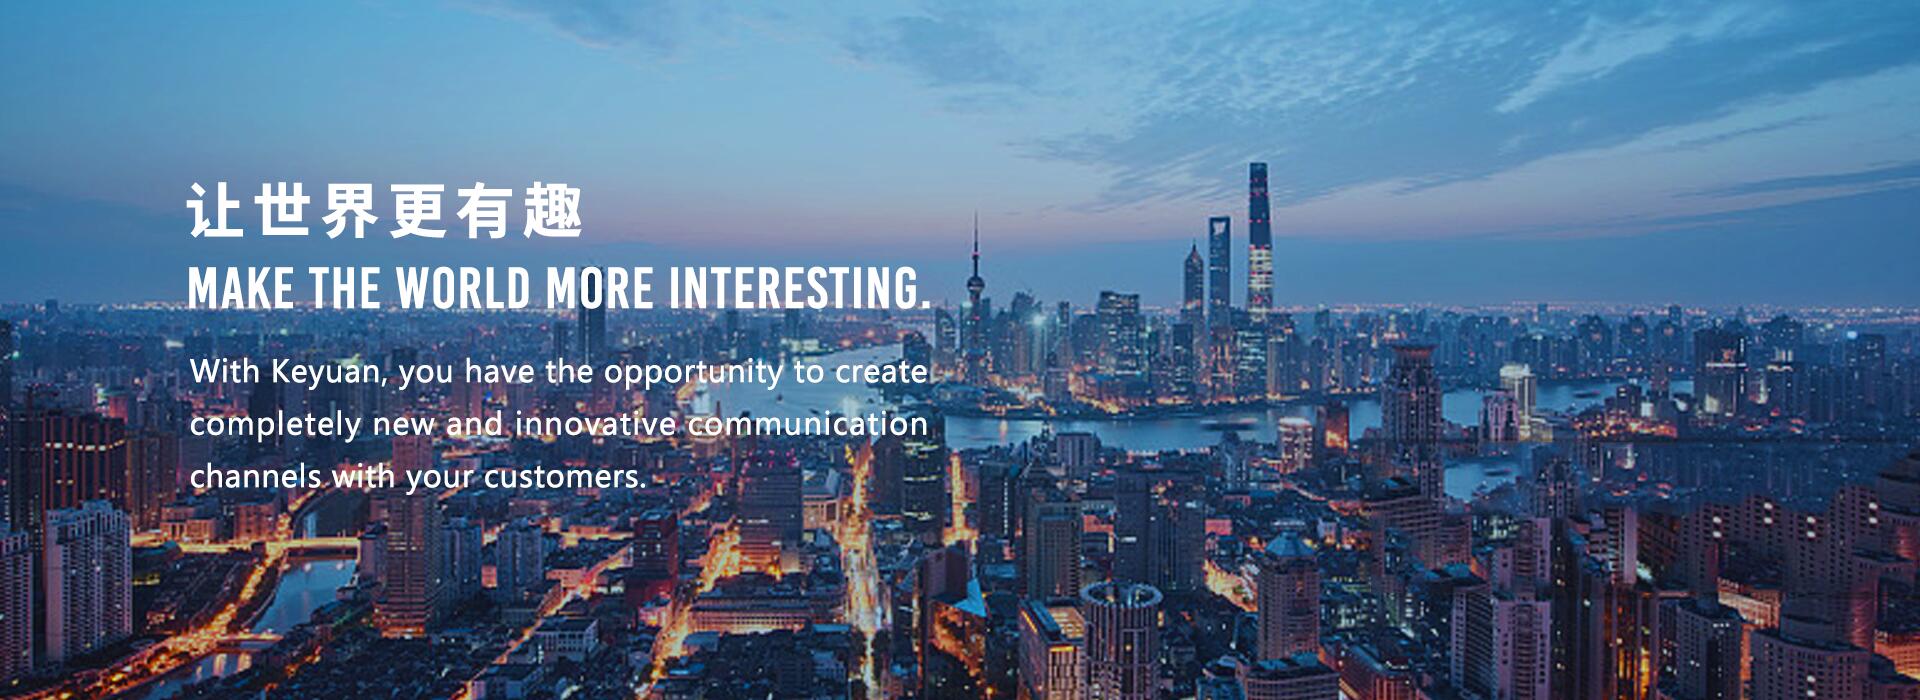 让世界更有趣
MAKE THE WORLD MORE INTERESTING.
With Keyuan, you have the opportunity to create
completely new and innovative communication
channels with your customers.